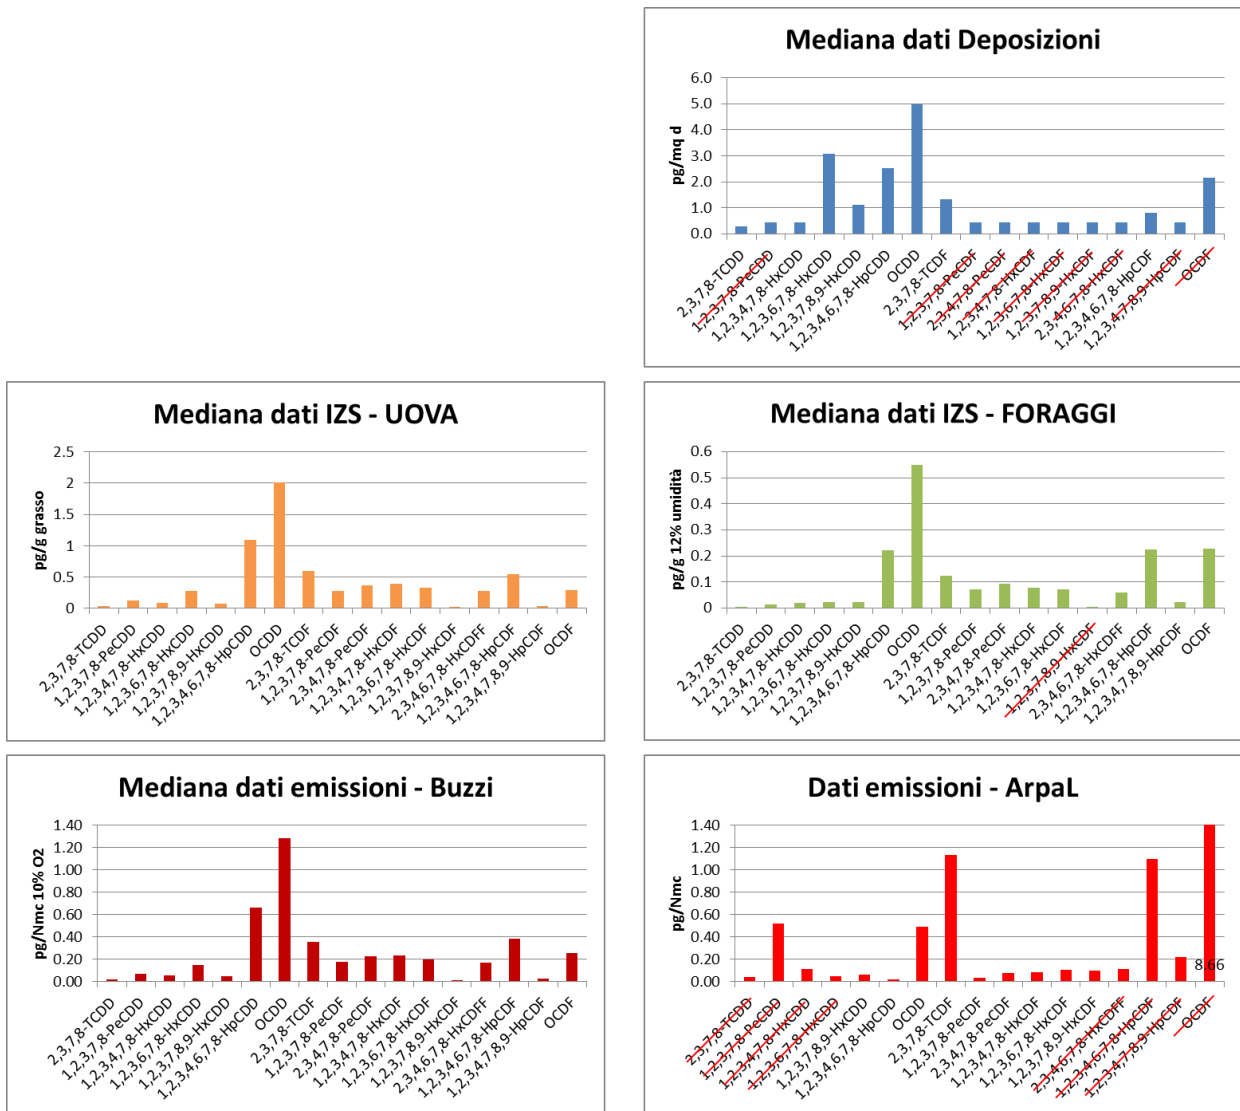 Mediana dati Deposizioni
pg/mq d
6.0
5.0
4.0
3.0
2.0
1.0
0.0
2,3,7,8-TCDD
1,2,3,7,8-PeCDD
1,2,3,4,7,8-HxCDD
1,2,3,6,7,8-HxCDD
1,2,3,7,8,9-HxCDD
1,2,3,4,6,7,8-HpCDD
OCDD
2,3,7,8-TCDF
1,2,3,7,8-PeCDF
2,3,4,7,8-PeCDF
1,2,3,4,7,8-HxCDF
1,2,3,6,7,8-HxCDF
1,2,3,7,8,9-HxCDF
2,3,4,6,7,8-HxCDF
1,2,3,4,6,7,8-HpCDF
1,2,3,4,7,8,9-HpCDF
OCDF
Mediana dati IZS - UOVA
pg/g grasso
2.5
2
1.5
1
0.5
0
2,3,7,8-TCDD
1,2,3,7,8-PeCDD
1,2,3,4,7,8-HxCDD
1,2,3,6,7,8-HxCDD
1,2,3,7,8,9-HxCDD
1,2,3,4,6,7,8-HpCDD
OCDD
2,3,7,8-TCDF
1,2,3,7,8-PeCDF
2,3,4,7,8-PeCDF
1,2,3,4,7,8-HxCDF
1,2,3,6,7,8-HxCDF
1,2,3,7,8,9-HxCDF
2,3,4,6,7,8-HxCDFF
1,2,3,4,6,7,8-HpCDF
1,2,3,4,7,8,9-HpCDF
OCDF
Mediana dati IZS - FORAGGI
pg/g 12% umidità
0.6
0.5
0.4
0.3
0.2
0.1
0
2,3,7,8-TCDD
1,2,3,7,8-PeCDD
1,2,3,4,7,8-HxCDD
1,2,3,6,7,8-HxCDD
1,2,3,7,8,9-HxCDD
1,2,3,4,6,7,8-HpCDD
OCDD
2,3,7,8-TCDF
1,2,3,7,8-PeCDF
2,3,4,7,8-PeCDF
1,2,3,4,7,8-HxCDF
1,2,3,6,7,8-HxCDF
1,2,3,7,8,9-HxCDF
2,3,4,6,7,8-HxCDFF
1,2,3,4,6,7,8-HpCDF
1,2,3,4,7,8,9-HpCDF
OCDF
Mediana dati emissioni - Buzzi
pg/Nmc 10% O2
1.40
1.20
1.00
0.80
0.60
0.40
0.20
0.00
2,3,7,8-TCDD
1,2,3,7,8-PeCDD
1,2,3,4,7,8-HxCDD
1,2,3,6,7,8-HxCDD
1,2,3,7,8,9-HxCDD
1,2,3,4,6,7,8-HpCDD
OCDD
2,3,7,8-TCDF
1,2,3,7,8-PeCDF
2,3,4,7,8-PeCDF
1,2,3,4,7,8-HxCDF
1,2,3,6,7,8-HxCDF
1,2,3,7,8,9-HxCDF
2,3,4,6,7,8-HxCDFF
1,2,3,4,6,7,8-HpCDF
1,2,3,4,7,8,9-HpCDF
OCDF
Dati emissioni - ArpaL
pg/Nmc
1.40
1.20
1.00
0.80
0.60
0.40
0.20
0.00
8.66
2,3,7,8-TCDD
1,2,3,7,8-PeCDD
1,2,3,4,7,8-HxCDD
1,2,3,6,7,8-HxCDD
1,2,3,7,8,9-HxCDD
1,2,3,4,6,7,8-HpCDD
OCDD
2,3,7,8-TCDF
1,2,3,7,8-PeCDF
2,3,4,7,8-PeCDF
1,2,3,4,7,8-HxCDF
1,2,3,6,7,8-HxCDF
1,2,3,7,8,9-HxCDF
2,3,4,6,7,8-HxCDFF
1,2,3,4,6,7,8-HpCDF
1,2,3,4,7,8,9-HpCDF
OCDF